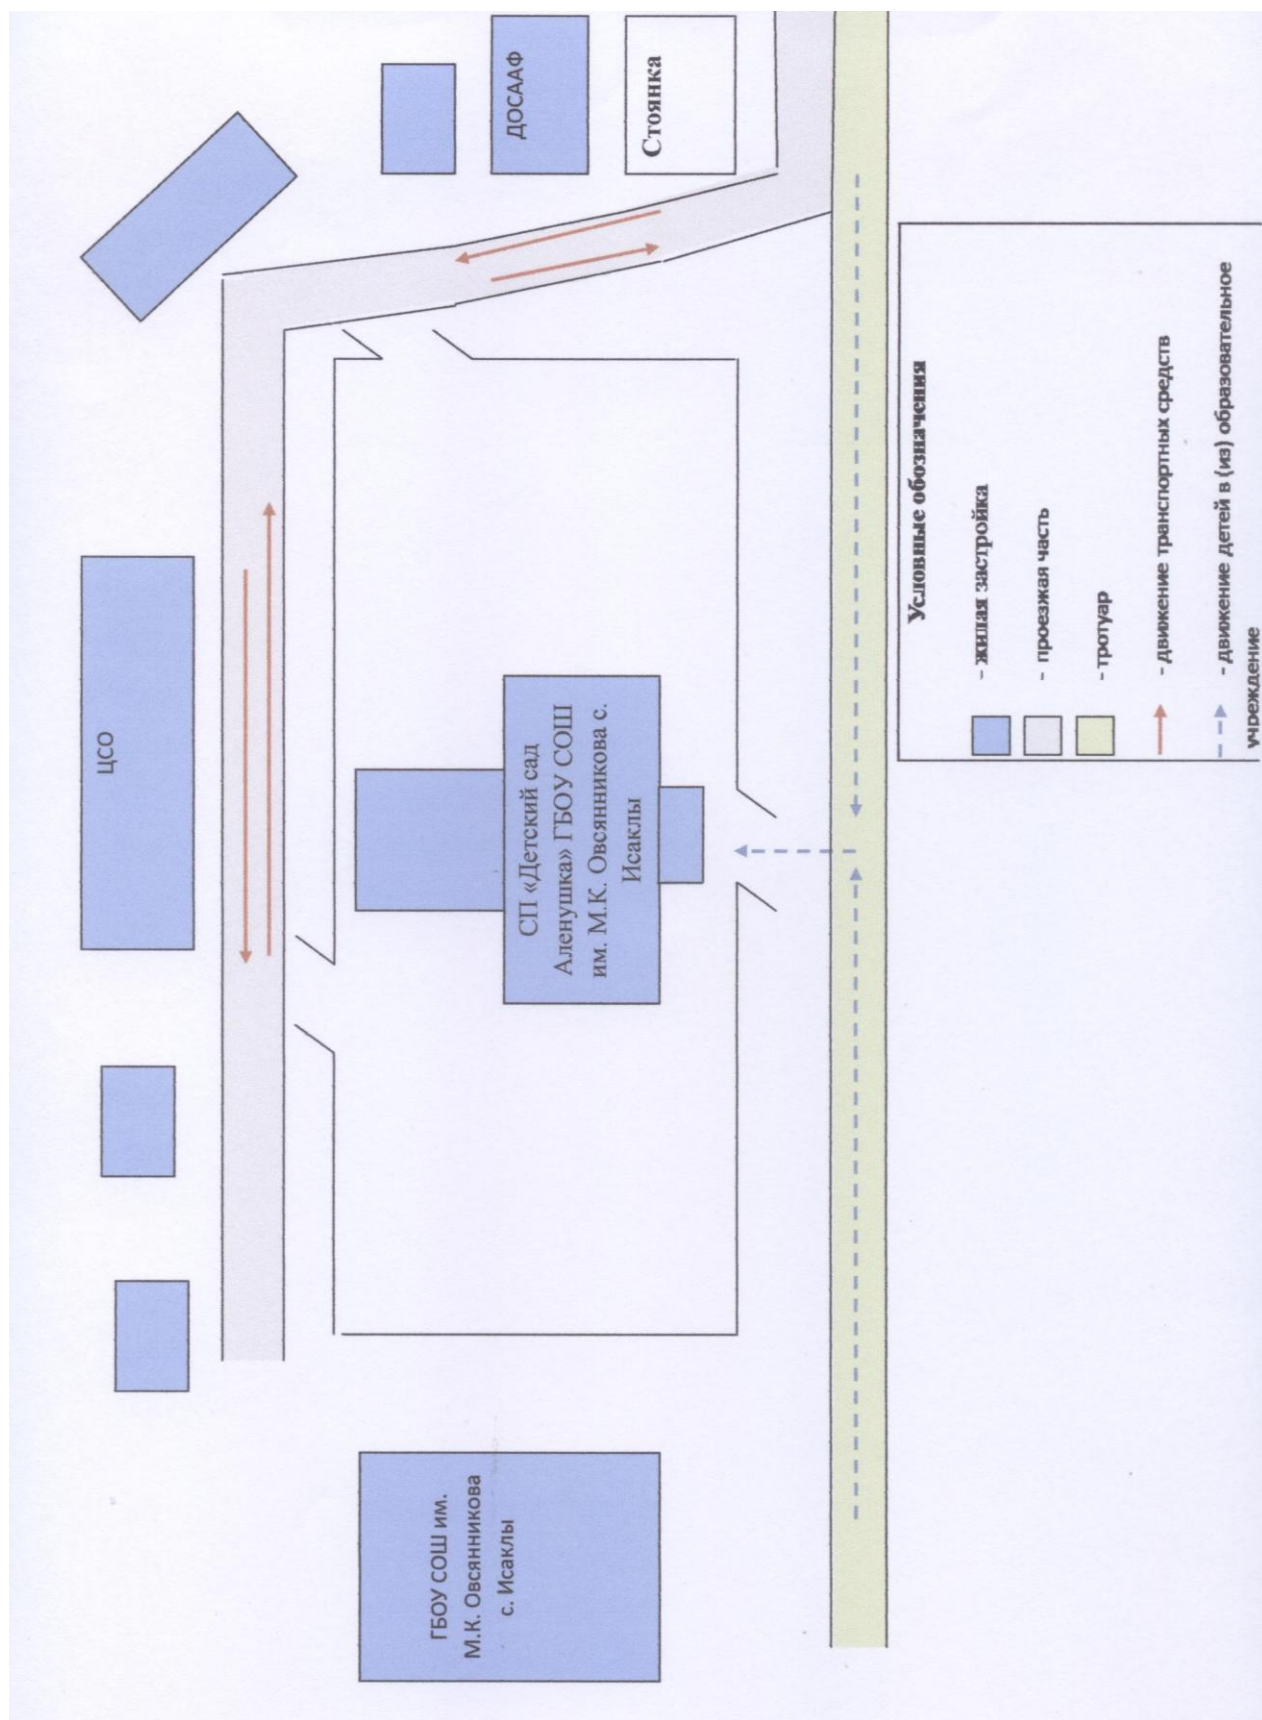 ЦСО
ДОСААФ
Стоянка
СП «Детский сад
Аленушка» ГБОУ СОШ
им. М.К. Овсянникова с.
Исаклы
ГБОУ СОШ им.
М.К. Овсянникова
с. Исаклы
Условные обозначения
- жилая застройка
- проезжая часть
- тротуар
- движение транспортных средств
- движение детей в (из) образовательное
учреждение